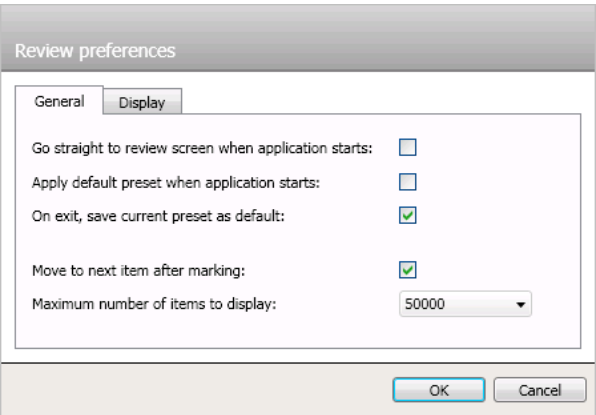 Review preferences
General Display
Go straight to review screen when application starts:
Apply default preset when application starts:
On exit, save current preset as default:
Move to next item after marking:
Maximum number of items to display: 50000
OK Cancel